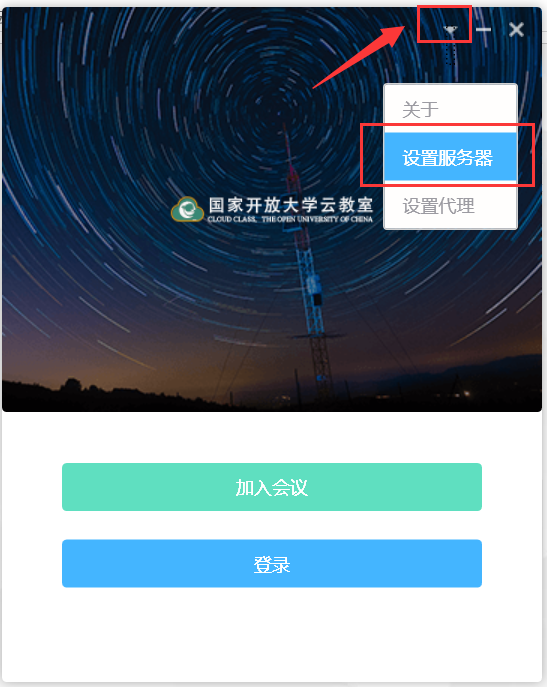 关于
设置服务器
设置代理
国家开放大学云教室
CLOUD CLASS, THE OPEN UNIVERSITY OF CHINA
加入会议
登录